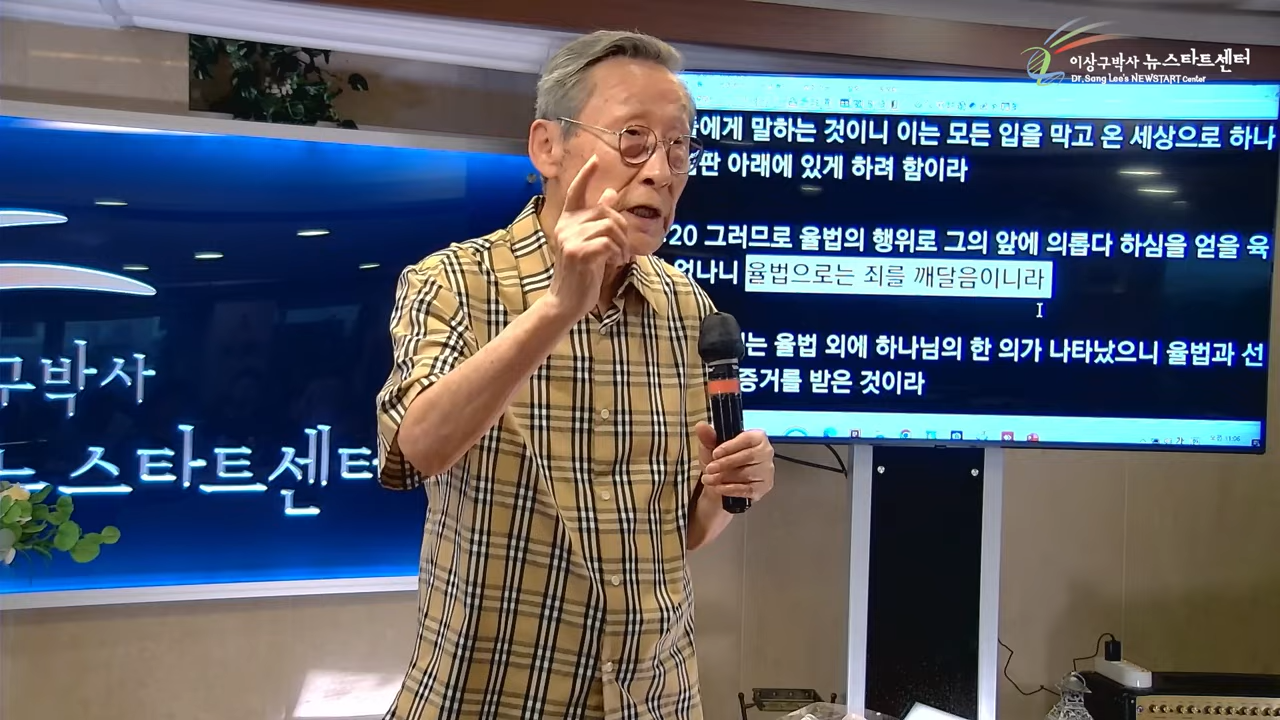 이상구박사 뉴스타트센터
Dr. Sang Lee's NEWSTART Center
에게 말하는 것이니 이는 모든 입을 막고 온 세상으로 하나
판 아래에 있게 하려 함이라
20 그러므로 율법의 행위로 그의 앞에 의롭다 하심을 얻을 육
없나니 율법으로는 죄를 깨달음이니라
는 율법 외에 하나님의 한 의가 나타났으니 율법과 선
증거를 받은 것이라
구박사
뉴스타트센터